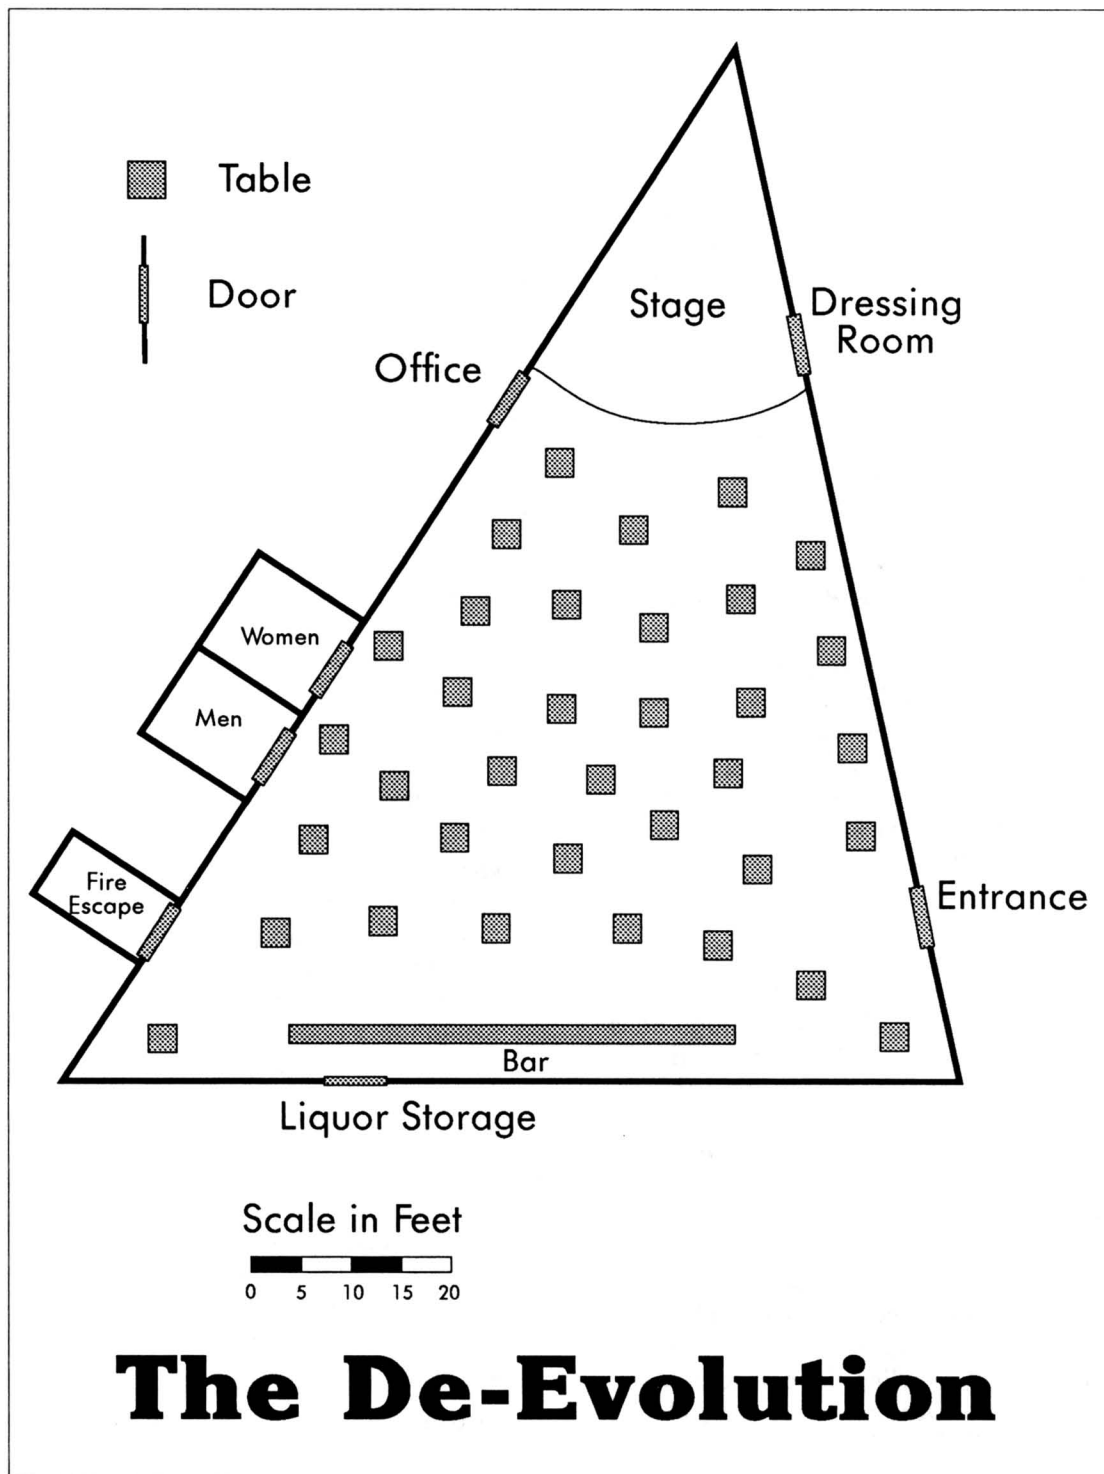 Table
Door
Stage
Dressing
Room
Office
Women
Men
Fire
Escape
Entrance
Bar
Liquor Storage
Scale in Feet
0 5 10 15 20
The De-Evolution